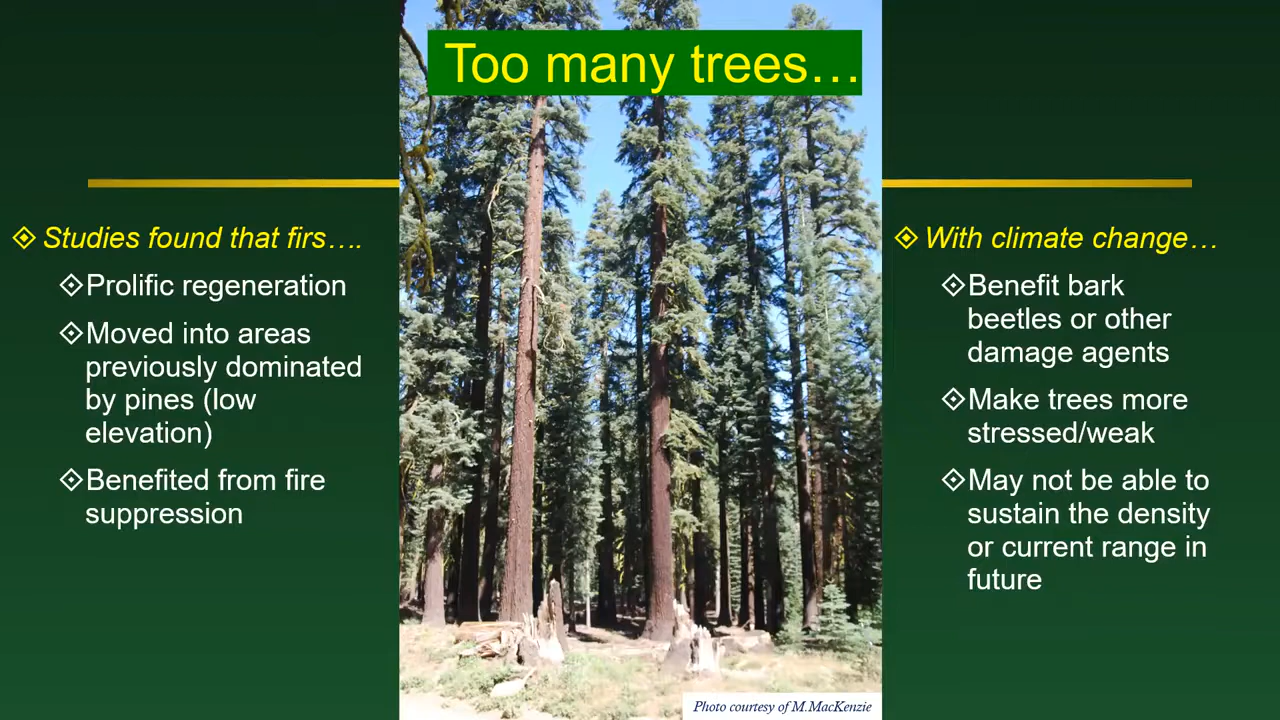 Too many trees…
Studies found that firs….
Prolific regeneration
Moved into areas
previously dominated
by pines (low
elevation)
Benefited from fire
suppression
With climate change…
Benefit bark
beetles or other
damage agents
Make trees more
stressed/weak
May not be able to
sustain the density
or current range in
future
Photo courtesy of M.MacKenzie